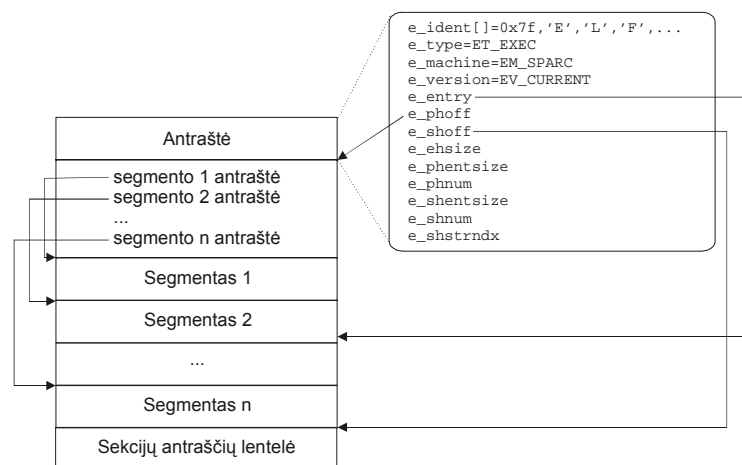 e_ident[]=0x7f,'E','L','F',...
e_type=ET_EXEC
e_machine=EM_SPARC
e_version=EV_CURRENT
e_entry
e_phoff
e_shoff
e_ehsize
e_phentsize
e_phnum
e_shentsize
e_shnum
e_shstrndx
Antraštė
segmento 1 antraštė
segmento 2 antraštė
...
segmento n antraštė
Segmentas 1
Segmentas 2
...
Segmentas n
Sekcijų antraščių lentelė